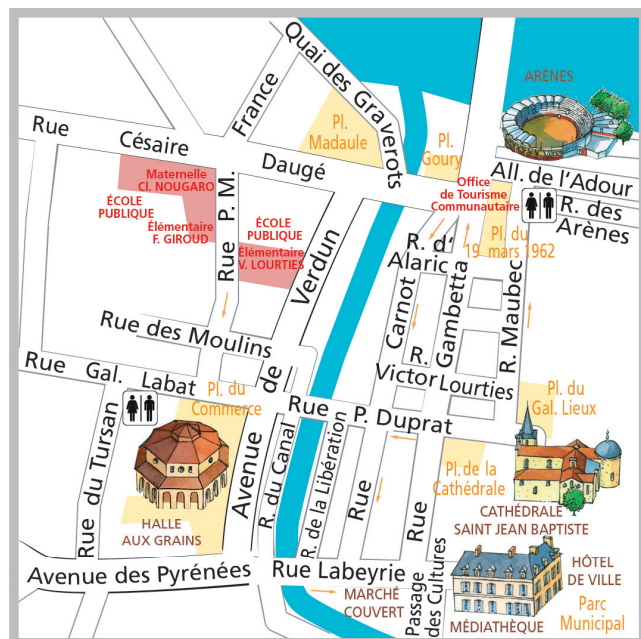 Quai des Graverots
ARÈNES
Rue Césaire Daugé
France
Pl.
Madaule
Pl.
Goury
All. de l'Adour
Maternelle
Cl. NOUGARO
ÉCOLE
PUBLIQUE
Élémentaire
F. GIROUD
Rue P. M.
ÉCOLE
PUBLIQUE
Élémentaire
V. LOURTIES
Office
de Tourisme
Communautaire
R. des
Arènes
Pl. du
19 mars 1962
R. d'
Alaric
Rue des Moulins
Rue Gal. Labat
Pl. du
Commerce
Avenue de Verdun
Rue Carnot
Rue Gambetta
R. Maubec
R.
Victor Lourties
Rue P. Duprat
Pl. du
Gal. Lieux
Pl. de la
Cathédrale
Rue du Tursan
HALLE
AUX GRAINS
R. du Canal
R. de la Libération
CATHÉDRALE
SAINT JEAN BAPTISTE
Avenue des Pyrénées
Rue Labeyrie
MARCHÉ
COUVERT
Passage
des Cultures
HÔTEL
DE VILLE
MÉDIATHÈQUE
Parc
Municipal